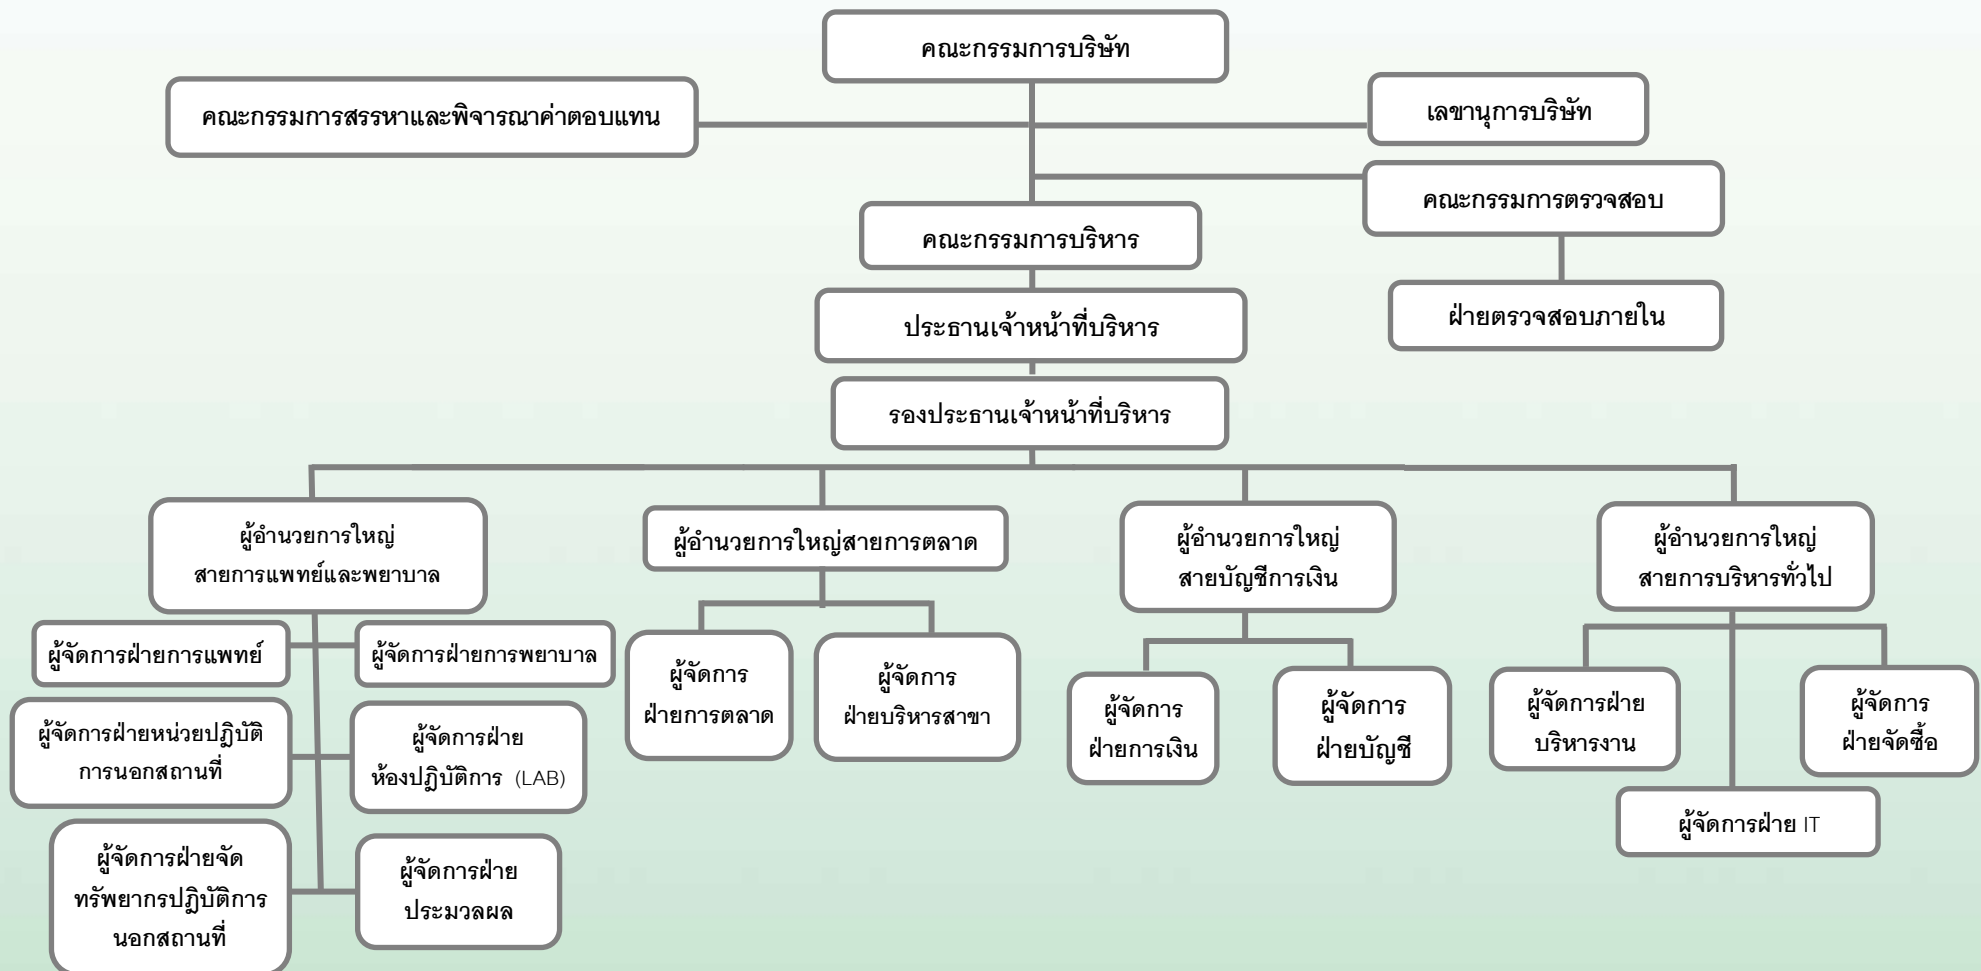 คณะกรรมการบริษัท
คณะกรรมการสรรหาและพิจารณาค่าตอบแทน
เลขานุการบริษัท
คณะกรรมการตรวจสอบ
คณะกรรมการบริหาร
ฝ่ายตรวจสอบภายใน
ประธานเจ้าหน้าที่บริหาร
รองประธานเจ้าหน้าที่บริหาร
ผู้อำนวยการใหญ่
สายการแพทย์และพยาบาล
ผู้อำนวยการใหญ่สายการตลาด
ผู้อำนวยการใหญ่
สายบัญชีการเงิน
ผู้อำนวยการใหญ่
สายการบริหารทั่วไป
ผู้จัดการฝ่ายการแพทย์
ผู้จัดการฝ่ายการพยาบาล
ผู้จัดการฝ่ายหน่วยปฎิบัติ
การนอกสถานที่
ผู้จัดการฝ่าย
ห้องปฎิบัติการ (LAB)
ผู้จัดการฝ่ายจัด
ทรัพยากรปฎิบัติการ
นอกสถานที่
ผู้จัดการฝ่าย
ประมวลผล
ผู้จัดการ
ฝ่ายการตลาด
ผู้จัดการ
ฝ่ายบริหารสาขา
ผู้จัดการ
ฝ่ายการเงิน
ผู้จัดการ
ฝ่ายบัญชี
ผู้จัดการฝ่าย
บริหารงาน
ผู้จัดการ
ฝ่ายจัดซื้อ
ผู้จัดการฝ่าย IT